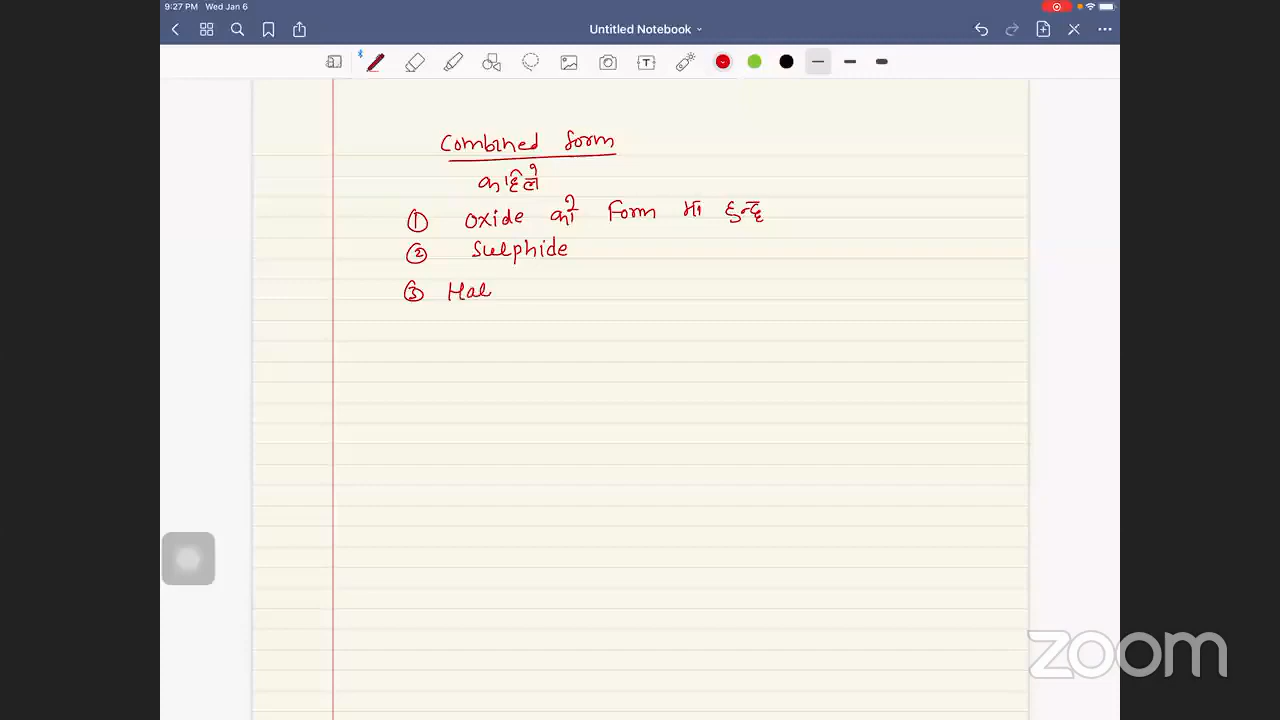 9:27 PM Wed Jan 6
Untitled Notebook
Combined form
काहिले
① Oxide को Form मा हुन्छ
② Sulphide
③ Hal
zoom